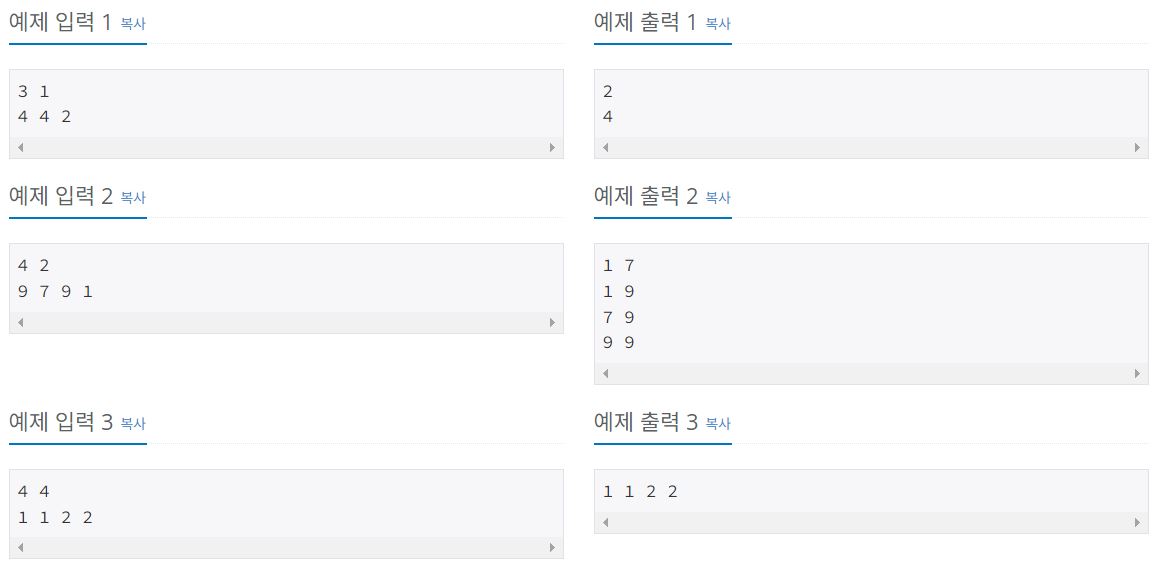 예제 입력 1 복사
3 1
4 4 2
예제 출력 1 복사
2
4
예제 입력 2 복사
4 2
9 7 9 1
예제 출력 2 복사
1 7
1 9
7 9
9 9
예제 입력 3 복사
4 4
1 1 2 2
예제 출력 3 복사
1 1 2 2